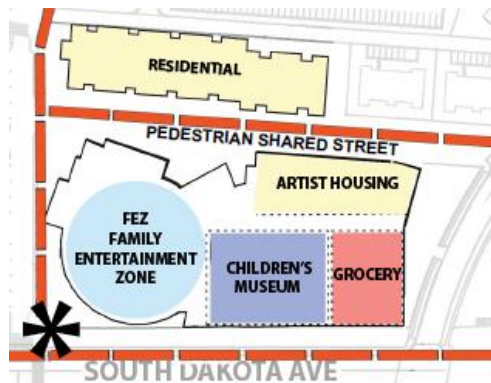 RESIDENTIAL
PEDESTRIAN SHARED STREET
ARTIST HOUSING
FEZ
FAMILY
ENTERTAINMENT
ZONE
CHILDREN'S
MUSEUM
GROCERY
SOUTH DAKOTA AVE